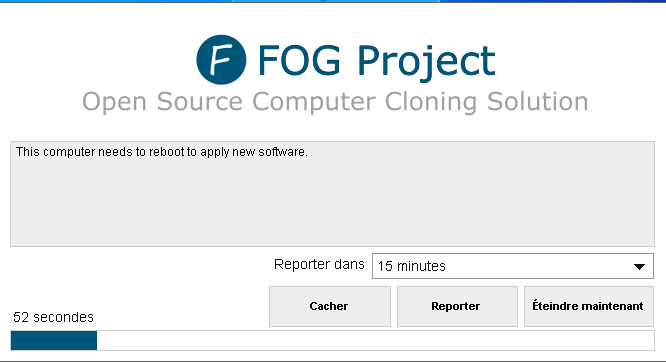 F FOG Project
Open Source Computer Cloning Solution
This computer needs to reboot to apply new software.
Reporter dans 15 minutes
52 secondes
Cacher Reporter Éteindre maintenant